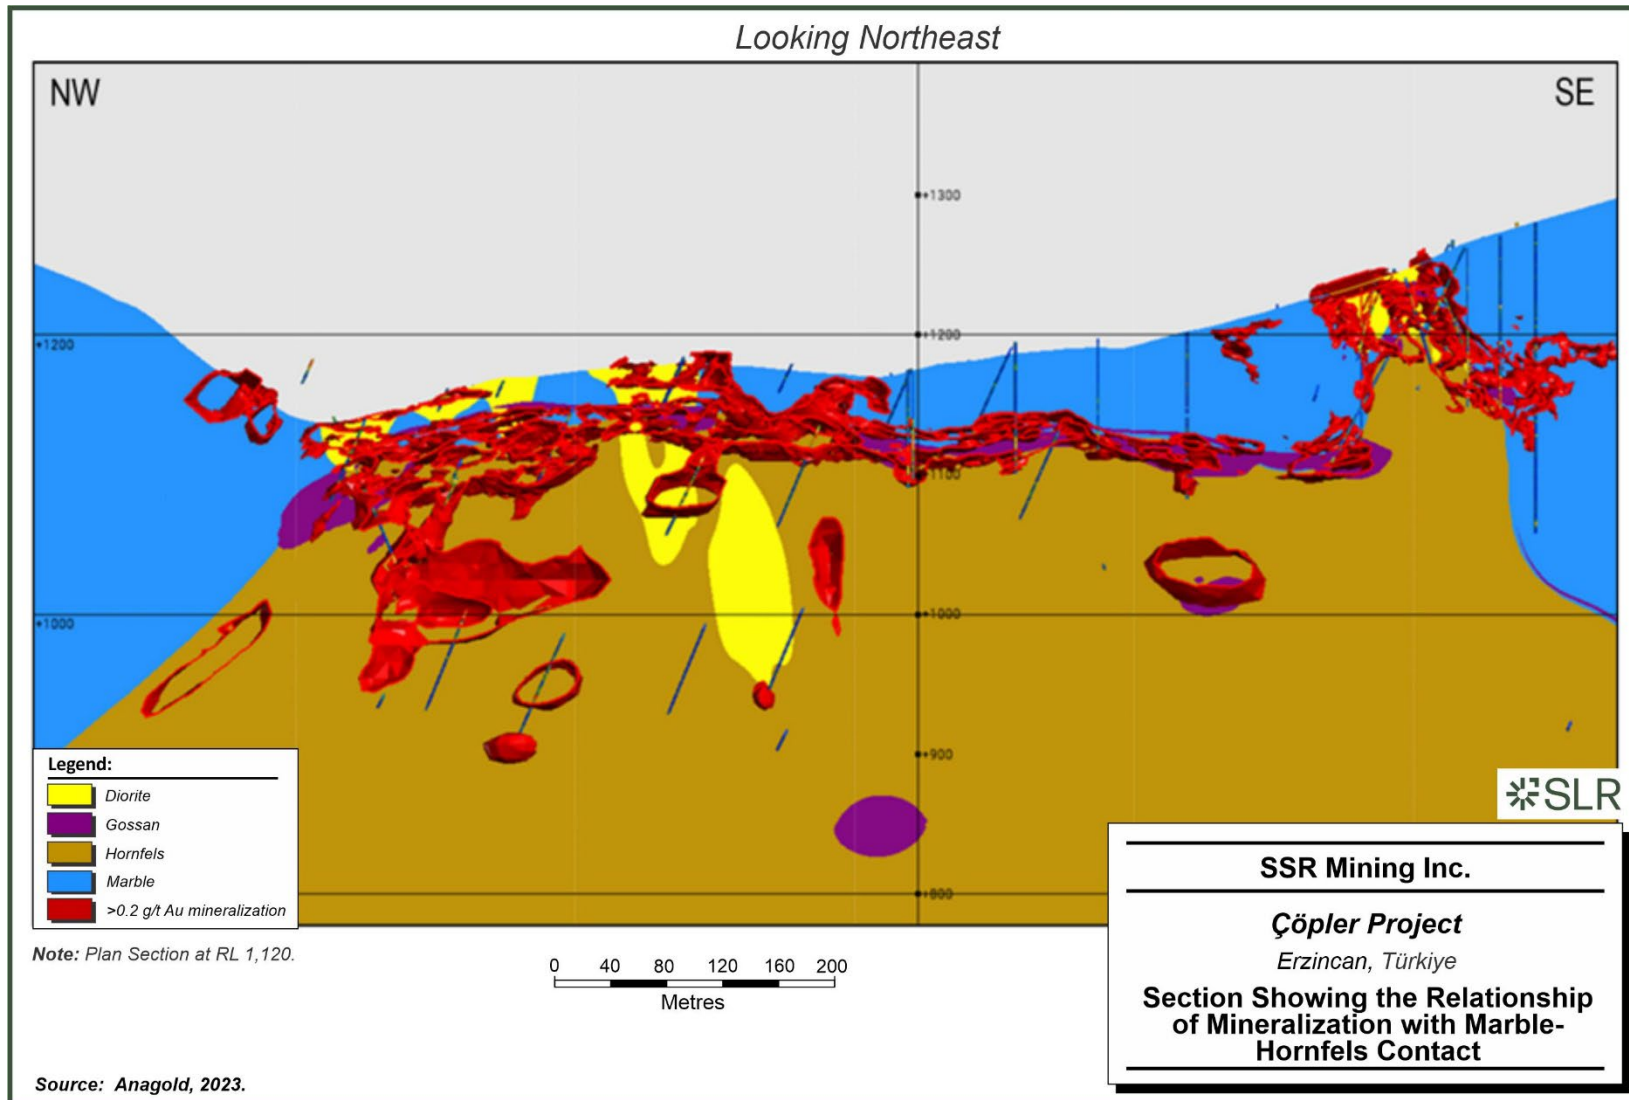 Looking Northeast
NW
SE
+1300
+1200
+1200
+1100
+1000
+1000
+900
+800
Legend:
Diorite
Gossan
Hornfels
Marble
>0.2 g/t Au mineralization
Note: Plan Section at RL 1,120.
0 40 80 120 160 200
Metres
SLR
SSR Mining Inc.
Çöpler Project
Erzincan, Türkiye
Section Showing the Relationship
of Mineralization with Marble-
Hornfels Contact
Source: Anagold, 2023.